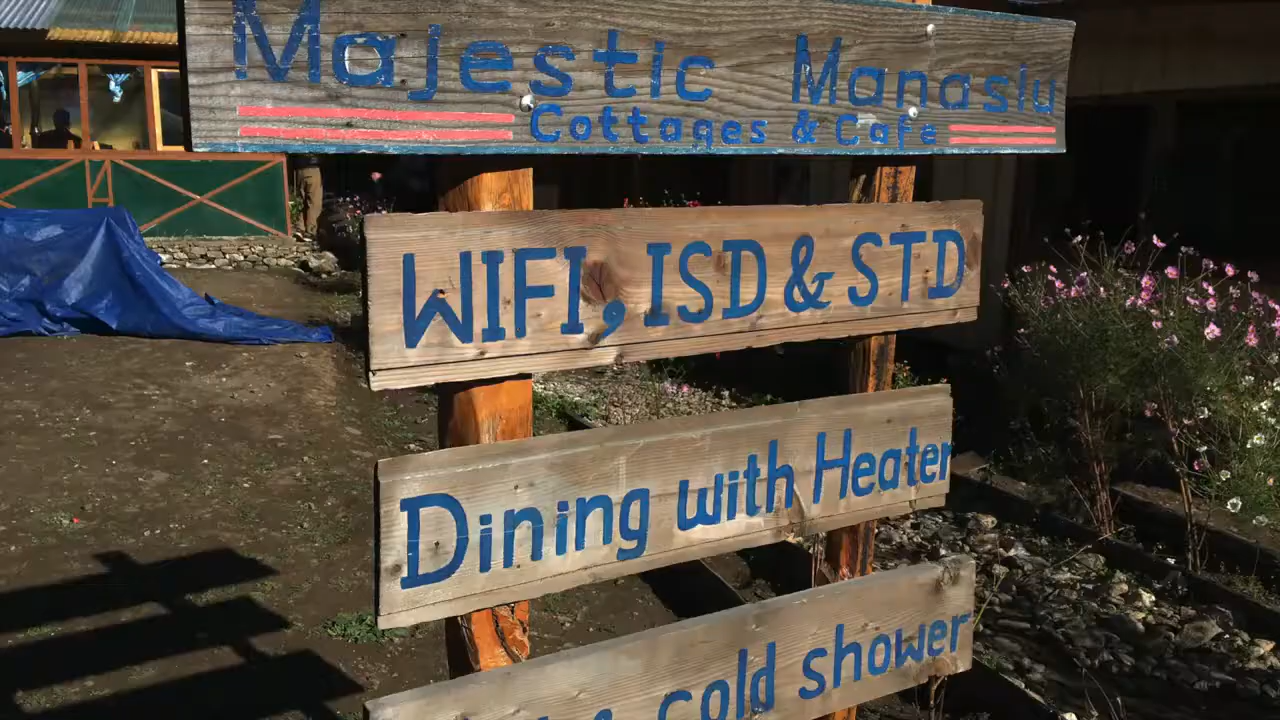 Majestic Manaslu
Cottages & Cafe
WIFI, ISD & STD
Dining with Heater
& cold shower